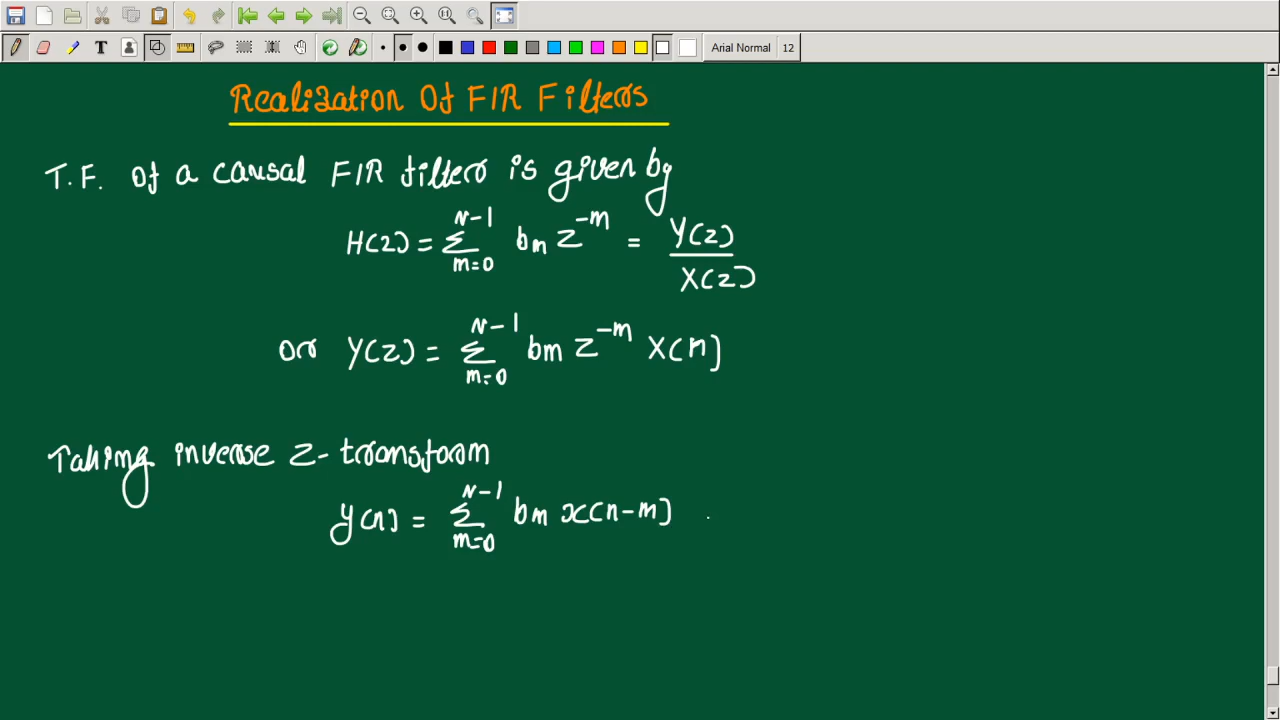 Arial Normal 12
Realization Of FIR Filters
T.F. Of a causal FIR filters is given by
H(z) = Σ_{m=0}^{N-1} bm z^{-m} = Y(z) / X(z)
or Y(z) = Σ_{m=0}^{N-1} bm z^{-m} X(n)
Taking inverse z-transform
y(n) = Σ_{m=0}^{N-1} bm x(n-m)